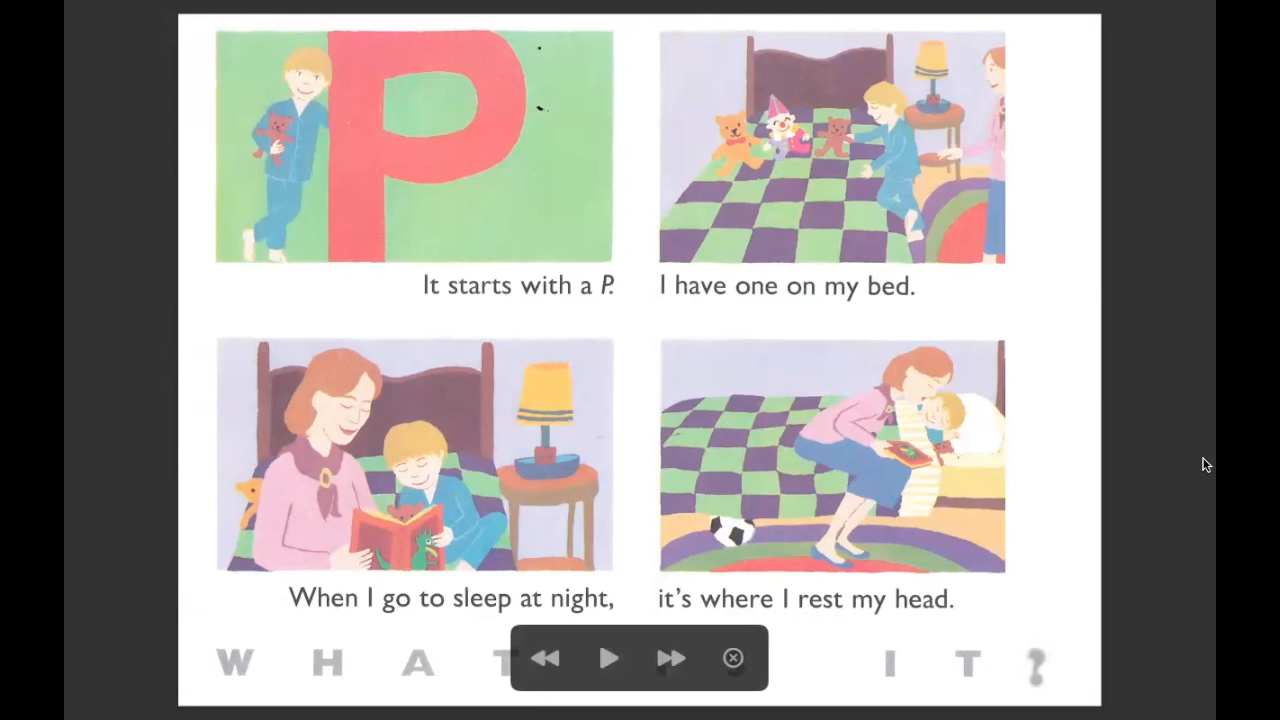 P
It starts with a P.
I have one on my bed.
When I go to sleep at night,
it's where I rest my head.
WHAT I T?